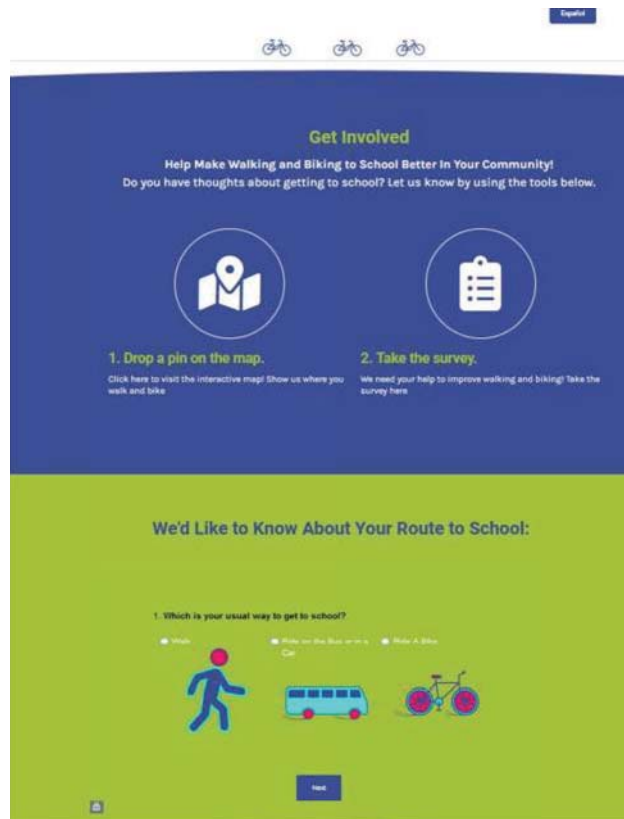 Español
Get Involved
Help Make Walking and Biking to School Better In Your Community!
Do you have thoughts about getting to school? Let us know by using the tools below.
1. Drop a pin on the map.
Click here to visit the interactive map! Show us where you
walk and bike
2. Take the survey.
We need your help to improve walking and biking! Take the
survey here
We'd Like to Know About Your Route to School:
1. Which is your usual way to get to school?
Walk
Ride on the Bus or in a
Car
Ride A Bike
Next